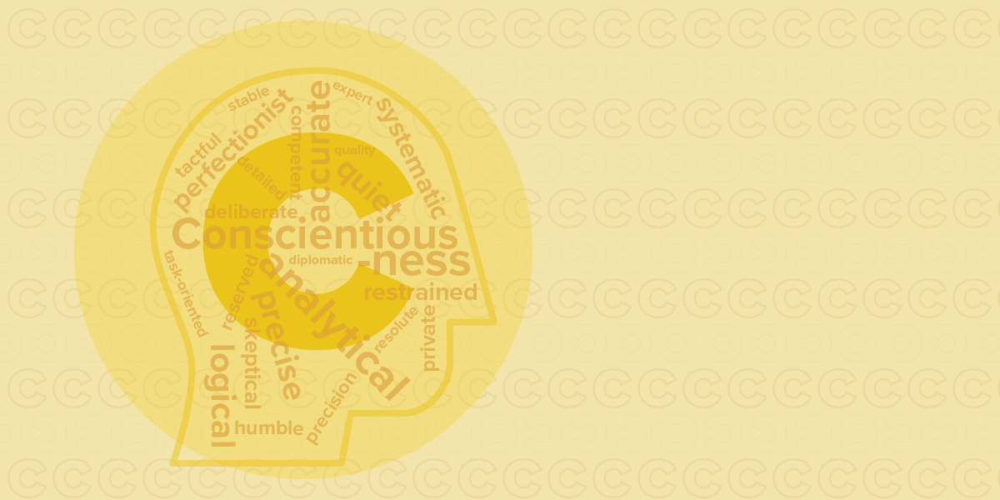 stable
expert
accurate
systematic
perfectionist
competent
tactful
quality
detailed
quiet
deliberate
Conscientious
-ness
diplomatic
task-oriented
reserved
analytical
restrained
precise
resolute
private
skeptical
logical
precision
humble
C